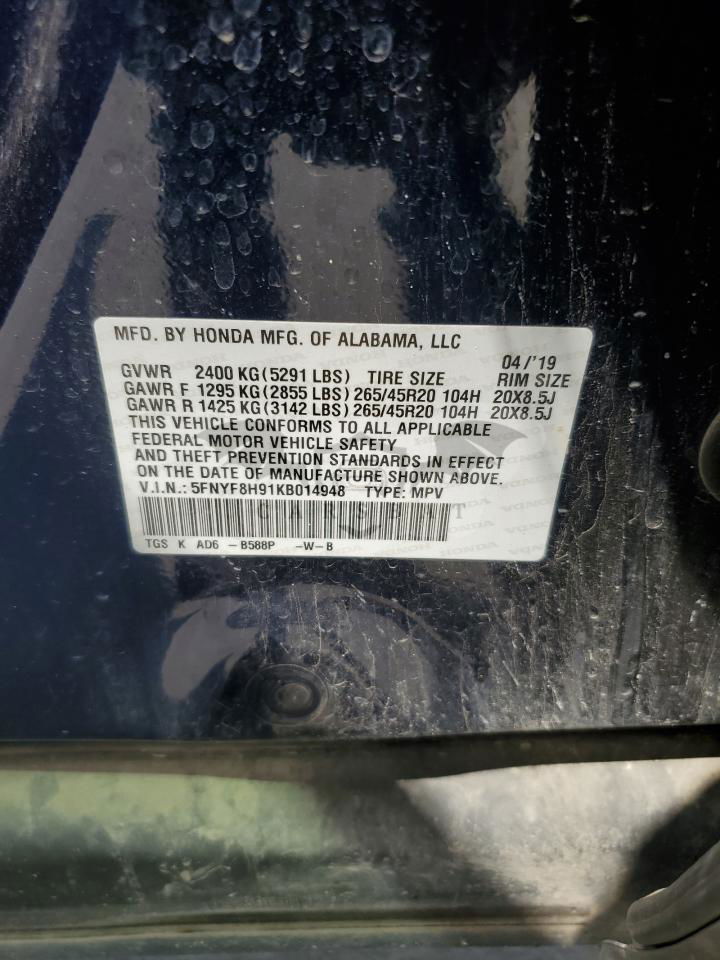 MFD. BY HONDA MFG. OF ALABAMA, LLC
04/'19
GVWR 2400 KG(5291 LBS) TIRE SIZE RIM SIZE
GAWR F 1295 KG(2855 LBS)265/45R20 104H 20X8.5J
GAWR R 1425 KG(3142 LBS)265/45R20 104H 20X8.5J
THIS VEHICLE CONFORMS TO ALL APPLICABLE
FEDERAL MOTOR VEHICLE SAFETY
AND THEFT PREVENTION STANDARDS IN EFFECT
ON THE DATE OF MANUFACTURE SHOWN ABOVE.
V.I.N.:5FNYF8H91KB014948 TYPE: MPV
TGS K AD6 -B588P -W-B